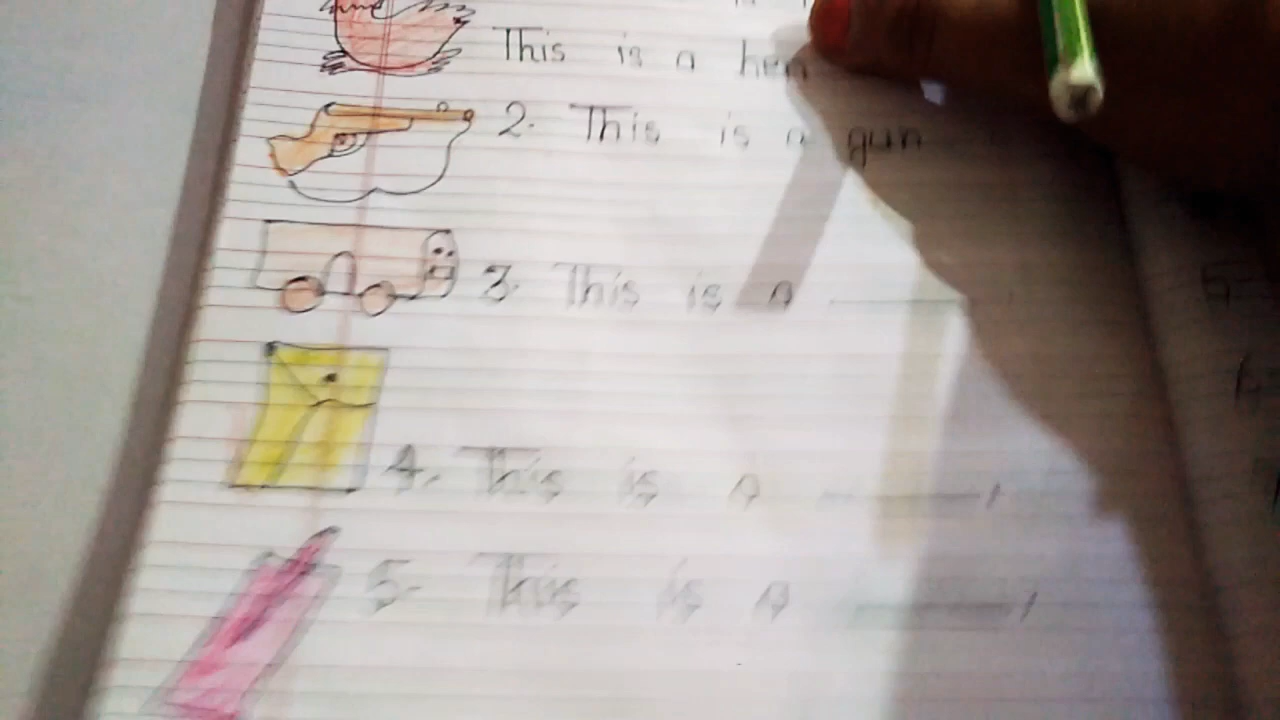 This is a hen
2. This is a gun
3. This is a
4. This is a
5. This is a